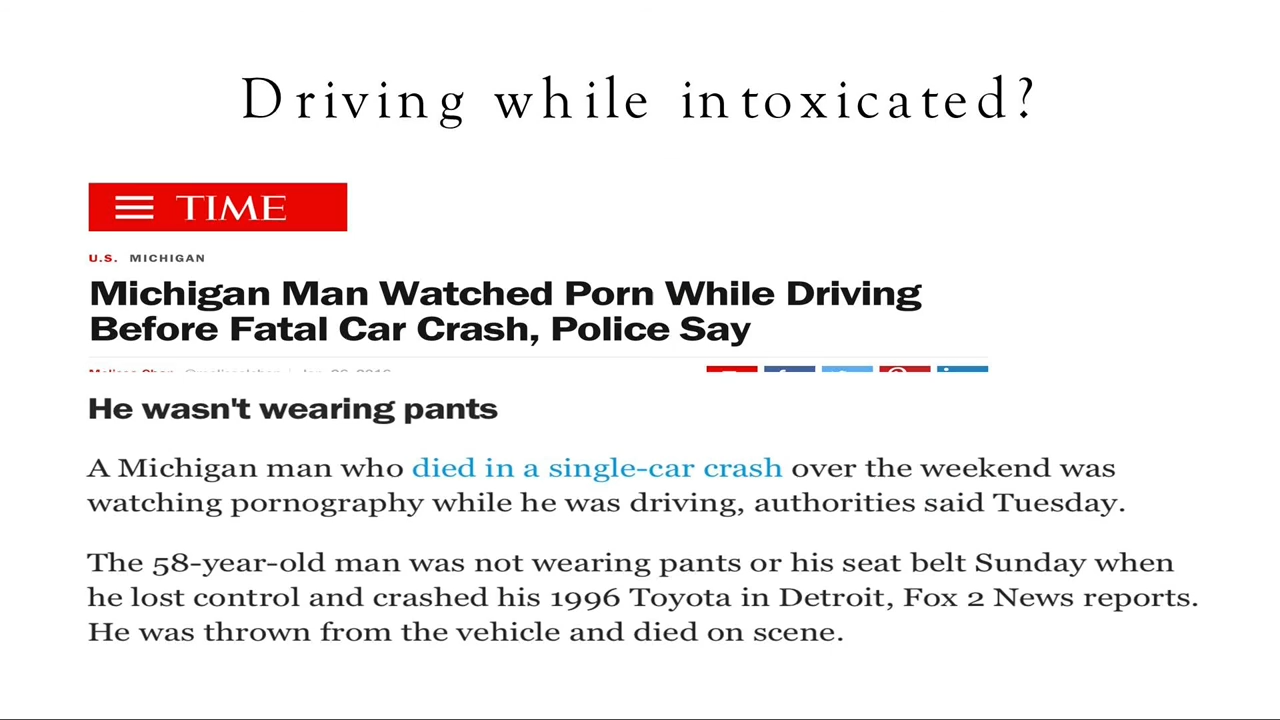 Driving while intoxicated?
TIME
U.S. MICHIGAN
Michigan Man Watched Porn While Driving
Before Fatal Car Crash, Police Say
He wasn't wearing pants
A Michigan man who died in a single-car crash over the weekend was
watching pornography while he was driving, authorities said Tuesday.
The 58-year-old man was not wearing pants or his seat belt Sunday when
he lost control and crashed his 1996 Toyota in Detroit, Fox 2 News reports.
He was thrown from the vehicle and died on scene.